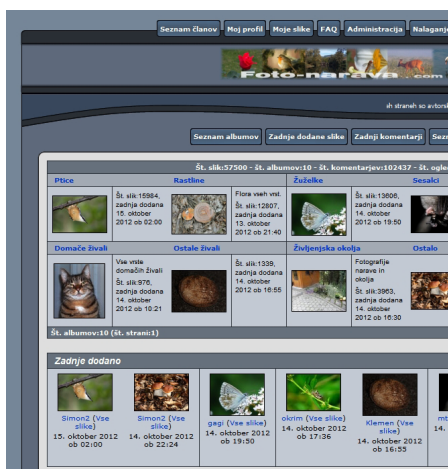 Seznam članov Moj profil Moje slike FAQ Administracija
Foto-narava.com
Seznam albumov Zadnje dodane slike Zadnji komentarji
Št. slik:57500 - št. albumov:10 - št. komentarjev:102437 - št.
Ptice
Št. slik:15984,
zadnja dodana
15. oktober
2012 ob 02:00
Rastline
Flora vseh vrst.
Št. slik:12807,
zadnja dodana
13. oktober
2012 ob 21:40
Žuželke
Št. slik:13606,
zadnja dodana
14. oktober
2012 ob 19:50
Sesalci
Domače živali
Vse vrste
domačih živali
Št. slik:976,
zadnja dodana
14. oktober
2012 ob 10:21
Ostale živali
Št. slik:1339,
zadnja dodana
14. oktober
2012 ob 16:55
Življenjska okolja
Fotografije
narave in
okolja
Št. slik:3963,
zadnja dodana
14. oktober
2012 ob 16:30
Ostalo
Št. albumov:10 (št. strani:1)
Zadnje dodano
Simon2 (Vse
slike)
15. oktober 2012
ob 02:00
Simon2 (Vse
slike)
14. oktober 2012
ob 22:24
gagi (Vse slike)
14. oktober 2012
ob 19:50
okrim (Vse slike)
14. oktober 2012
ob 17:36
Klemen (Vse
slike)
14. oktober 2012
ob 16:55
14.